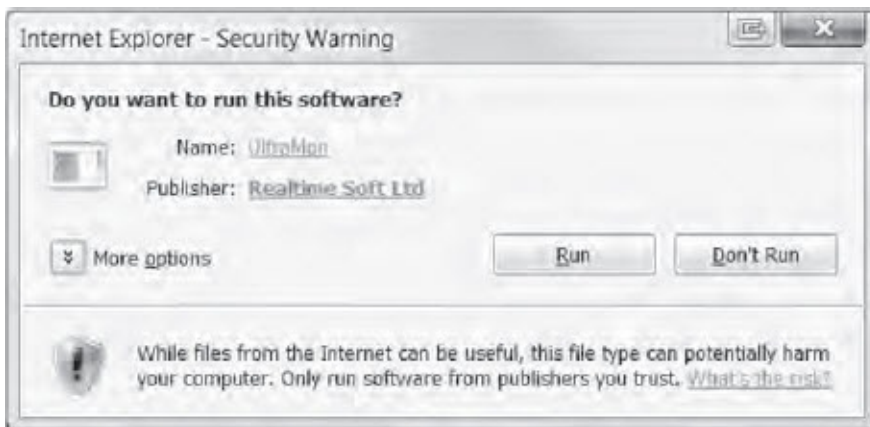 Internet Explorer - Security Warning
Do you want to run this software?
Name: UltraMon
Publisher: Realtime Soft Ltd
More options
Run
Don't Run
While files from the Internet can be useful, this file type can potentially harm
your computer. Only run software from publishers you trust. What's the risk?